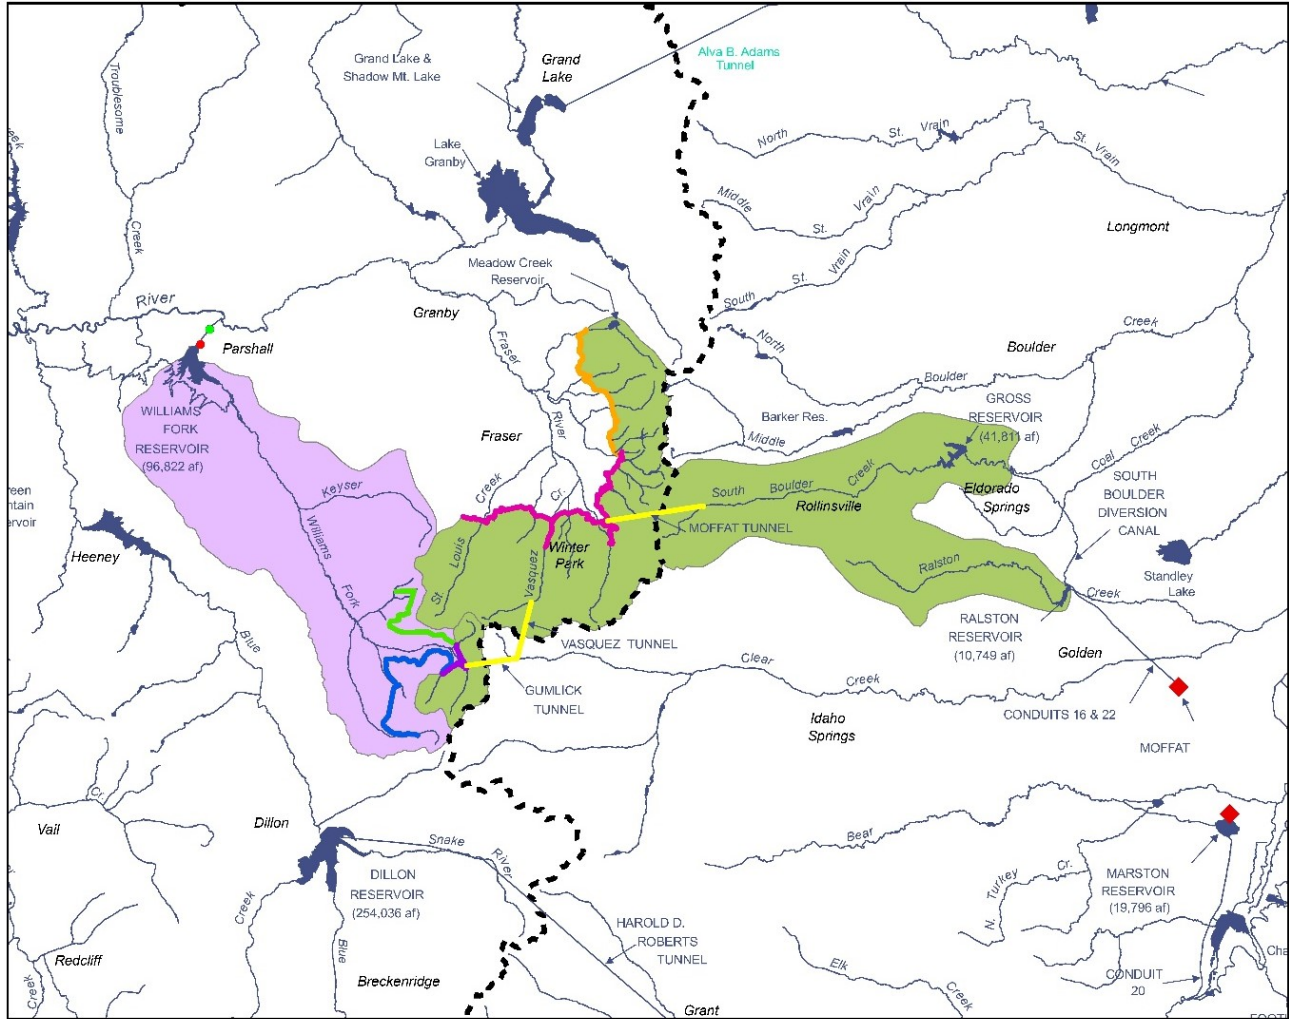 Alva B. Adams
Tunnel
Grand Lake &
Shadow Mt. Lake
Grand
Lake
Troublesome
Creek
Lake
Granby
North
St. Vrain
St. Vrain
Middle
St.
Vrain
Longmont
South
St.
Vrain
Meadow Creek
Reservoir
River
Granby
Parshall
Fraser
River
North
Boulder
Creek
Boulder
Barker Res.
Middle
GROSS
RESERVOIR
(41,811 af)
WILLIAMS
FORK
RESERVOIR
(96,822 af)
Fraser
Keyser
Creek
Cr.
South
Boulder
Creek
Rollinsville
MOFFAT TUNNEL
Eldorado
Springs
Coal Creek
SOUTH
BOULDER
DIVERSION
CANAL
Standley
Lake
Heeney
Williams
Fork
St.
Louis
Vasquez
Winter
Park
Ralston
Creek
RALSTON
RESERVOIR
(10,749 af)
Golden
Blue
VASQUEZ TUNNEL
GUMLICK
TUNNEL
Clear
Creek
Idaho
Springs
CONDUITS 16 & 22
MOFFAT
Vail
Cr.
Dillon
Snake
River
DILLON
RESERVOIR
(254,036 af)
Creek
Blue
Bear
N. Turkey
Cr.
MARSTON
RESERVOIR
(19,796 af)
HAROLD D.
ROBERTS
TUNNEL
Redcliff
Creek
Breckenridge
Elk
Creek
CONDUIT
20
Grant